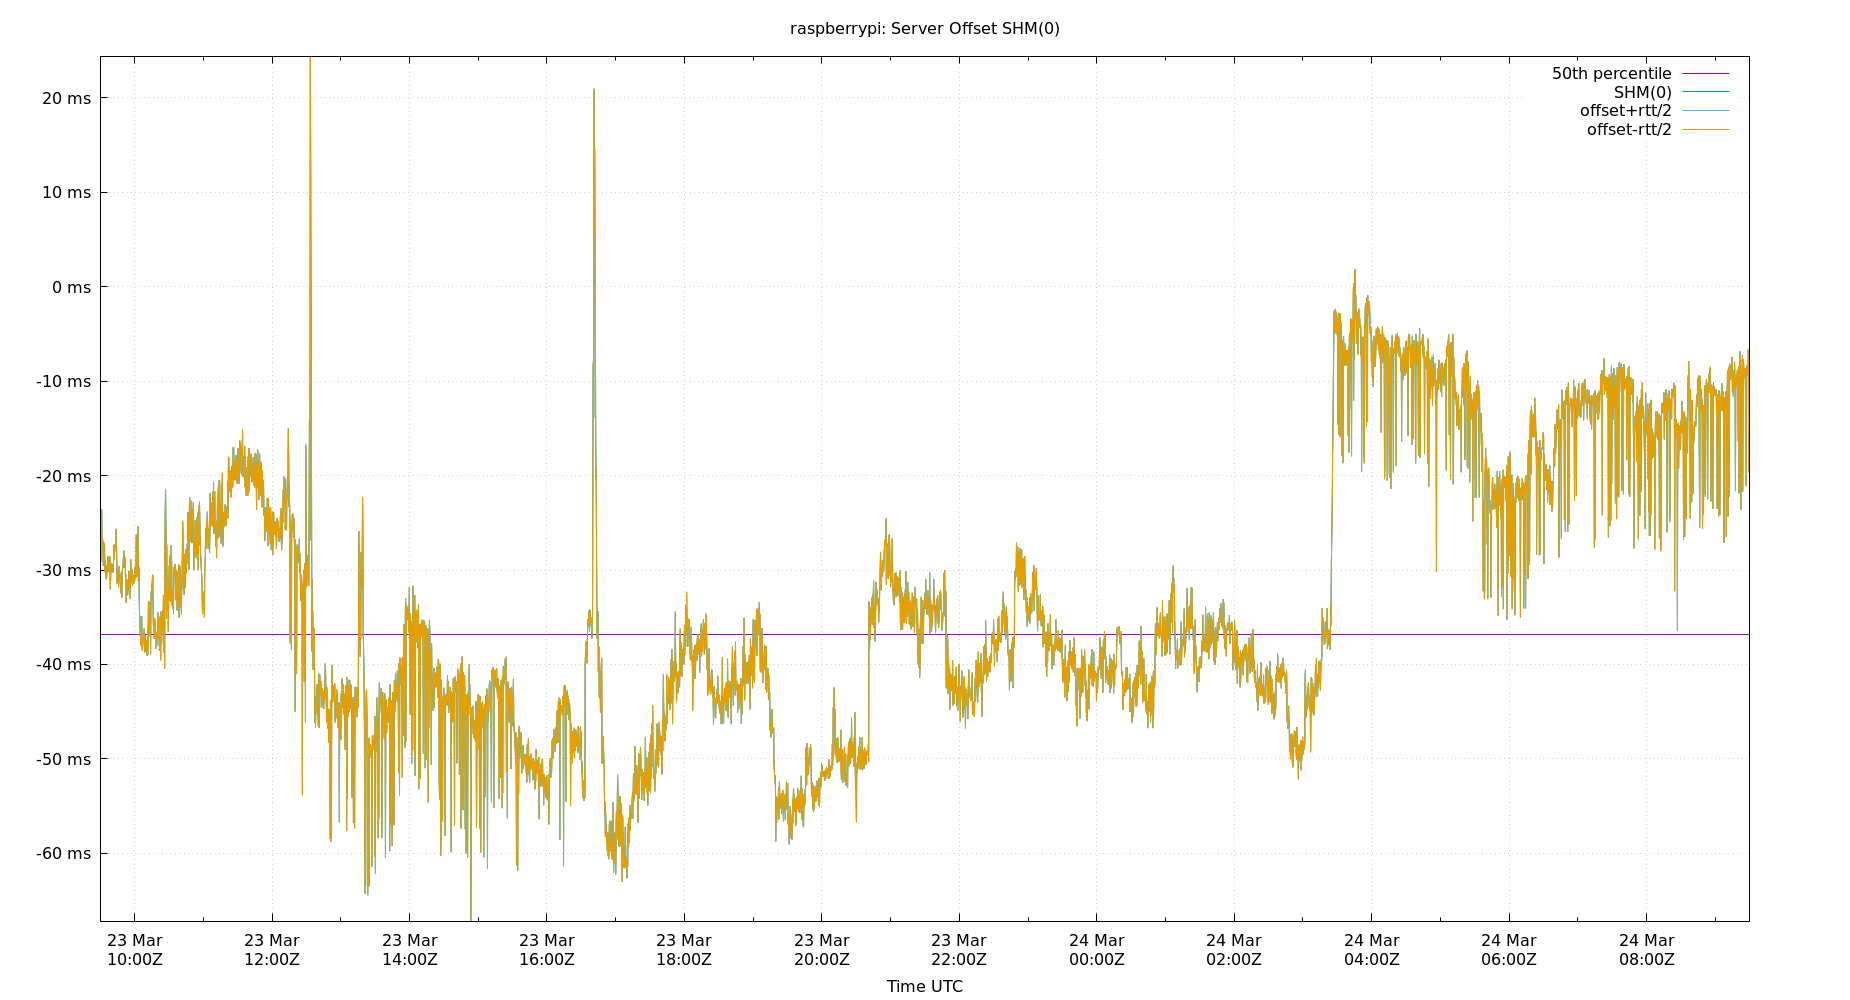 raspberrypi: Server Offset SHM(0)
50th percentile
SHM(0)
offset+rtt/2
offset-rtt/2
20 ms
10 ms
0 ms
-10 ms
-20 ms
-30 ms
-40 ms
-50 ms
-60 ms
23 Mar 23 Mar 23 Mar 23 Mar 23 Mar 23 Mar 23 Mar 24 Mar 24 Mar 24 Mar 24 Mar 24 Mar
10:00Z 12:00Z 14:00Z 16:00Z 18:00Z 20:00Z 22:00Z 00:00Z 02:00Z 04:00Z 06:00Z 08:00Z
Time UTC